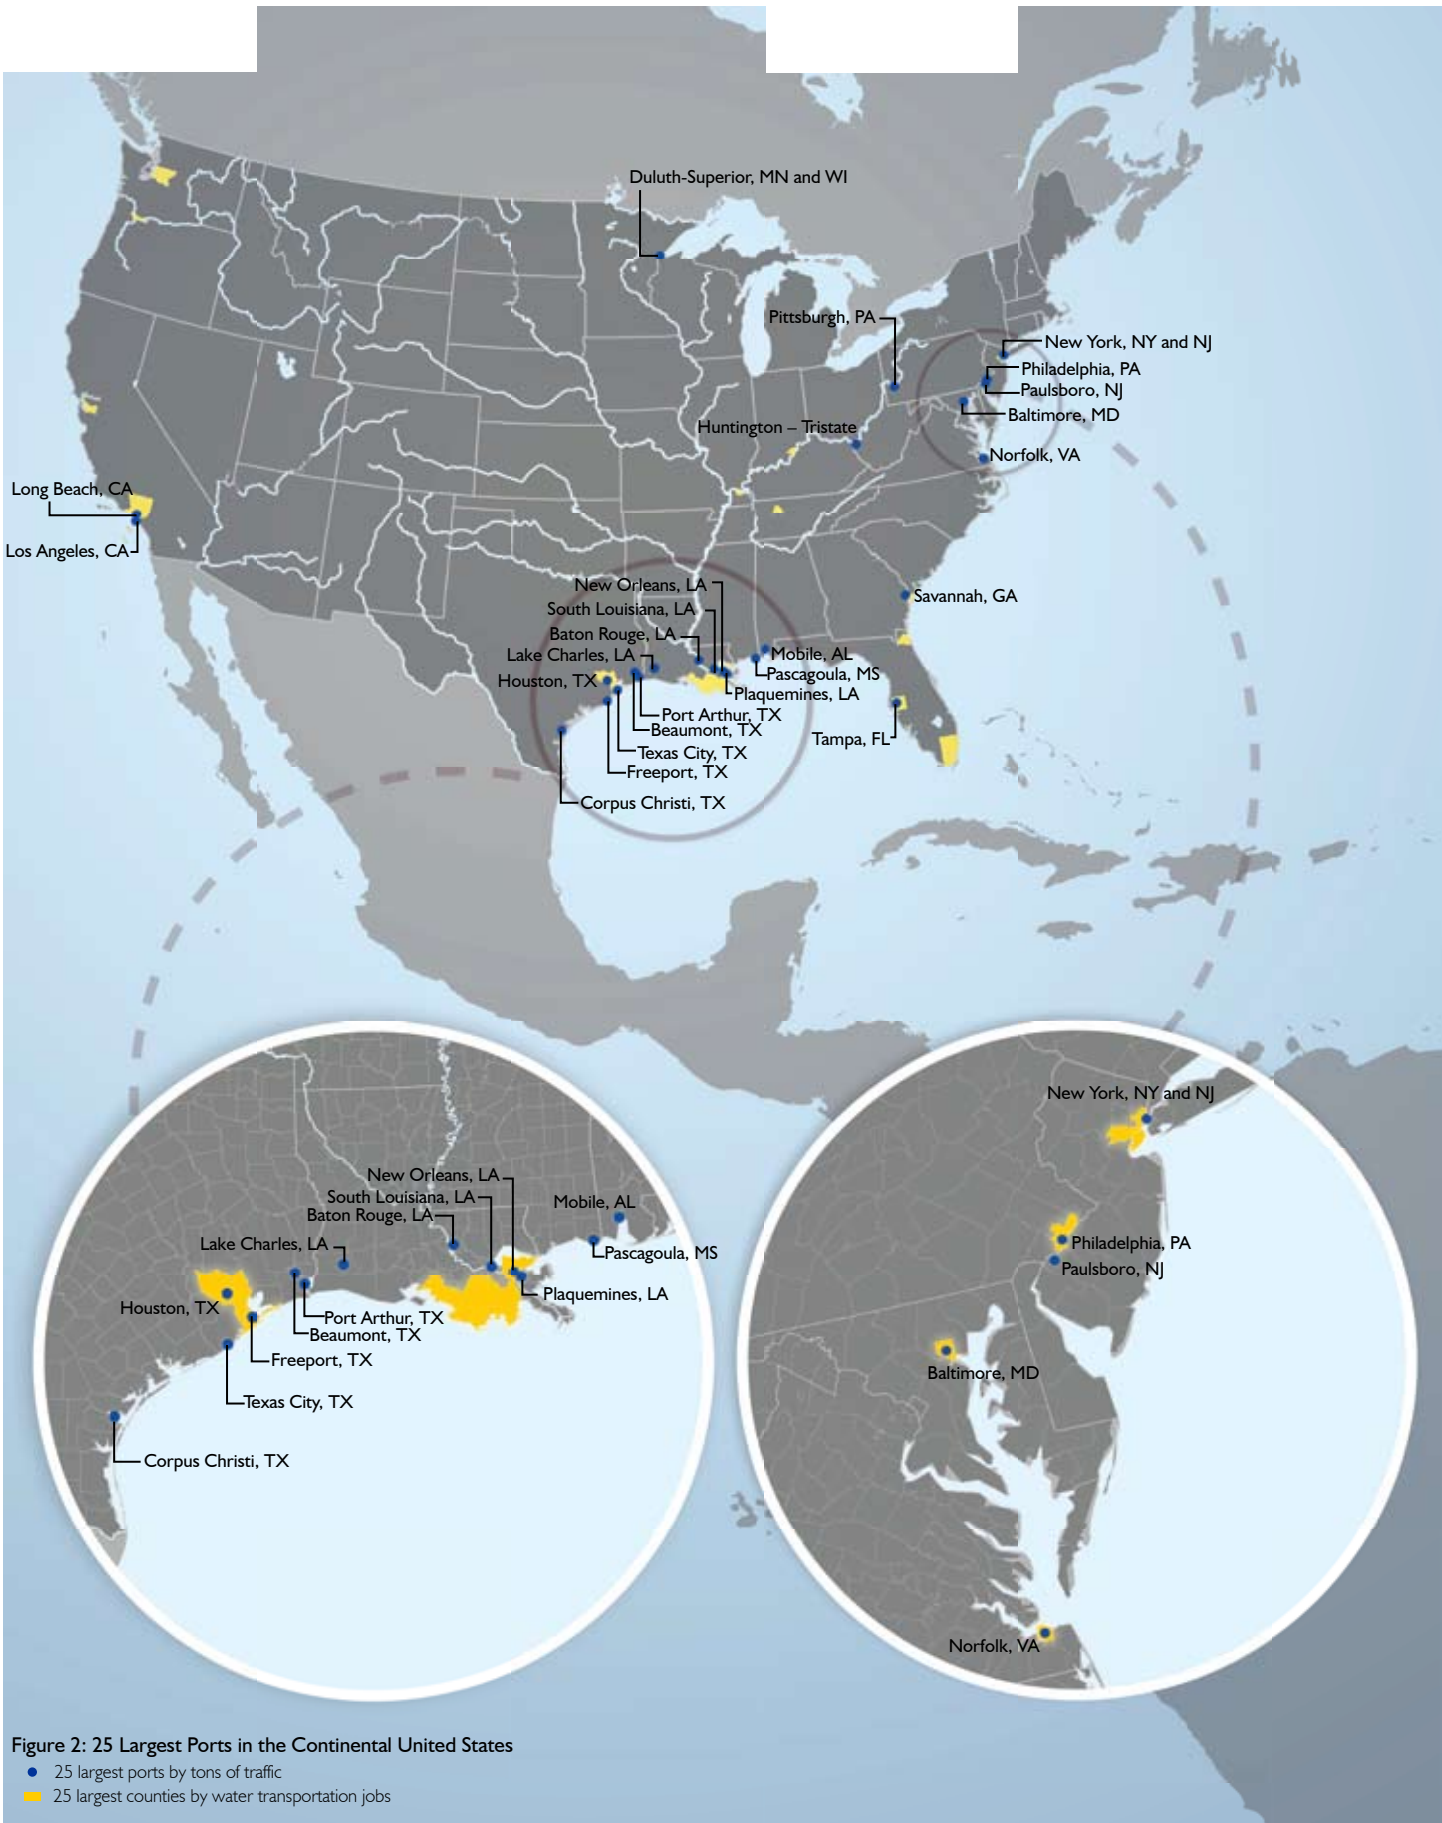 Duluth-Superior, MN and WI
Pittsburgh, PA
New York, NY and NJ
Philadelphia, PA
Paulsboro, NJ
Baltimore, MD
Huntington – Tristate
Norfolk, VA
Long Beach, CA
Los Angeles, CA
New Orleans, LA
South Louisiana, LA
Baton Rouge, LA
Lake Charles, LA
Houston, TX
Savannah, GA
Mobile, AL
Pascagoula, MS
Plaquemines, LA
Port Arthur, TX
Beaumont, TX
Texas City, TX
Freeport, TX
Corpus Christi, TX
Tampa, FL
New Orleans, LA
South Louisiana, LA
Baton Rouge, LA
Mobile, AL
Lake Charles, LA
Pascagoula, MS
Plaquemines, LA
Houston, TX
Port Arthur, TX
Beaumont, TX
Freeport, TX
Texas City, TX
Corpus Christi, TX
New York, NY and NJ
Philadelphia, PA
Paulsboro, NJ
Baltimore, MD
Norfolk, VA
Figure 2: 25 Largest Ports in the Continental United States
25 largest ports by tons of traffic
25 largest counties by water transportation jobs